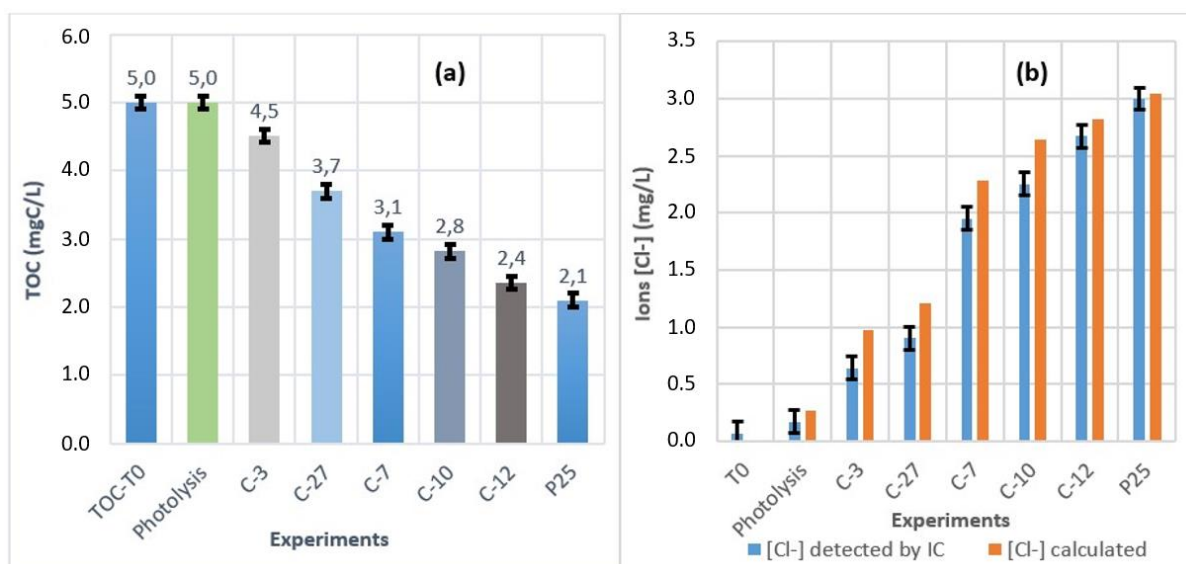 (a)
TOC (mgC/L)
6.0
5.0
4.0
3.0
2.0
1.0
0.0
5,0
5,0
4,5
3,7
3,1
2,8
2,4
2,1
TOC-T0
Photolysis
C-3
C-27
C-7
C-10
C-12
P25
Experiments
(b)
Ions [Cl-] (mg/L)
3.5
3.0
2.5
2.0
1.5
1.0
0.5
0.0
T0
Photolysis
C-3
C-27
C-7
C-10
C-12
P25
Experiments
[Cl-] detected by IC
[Cl-] calculated